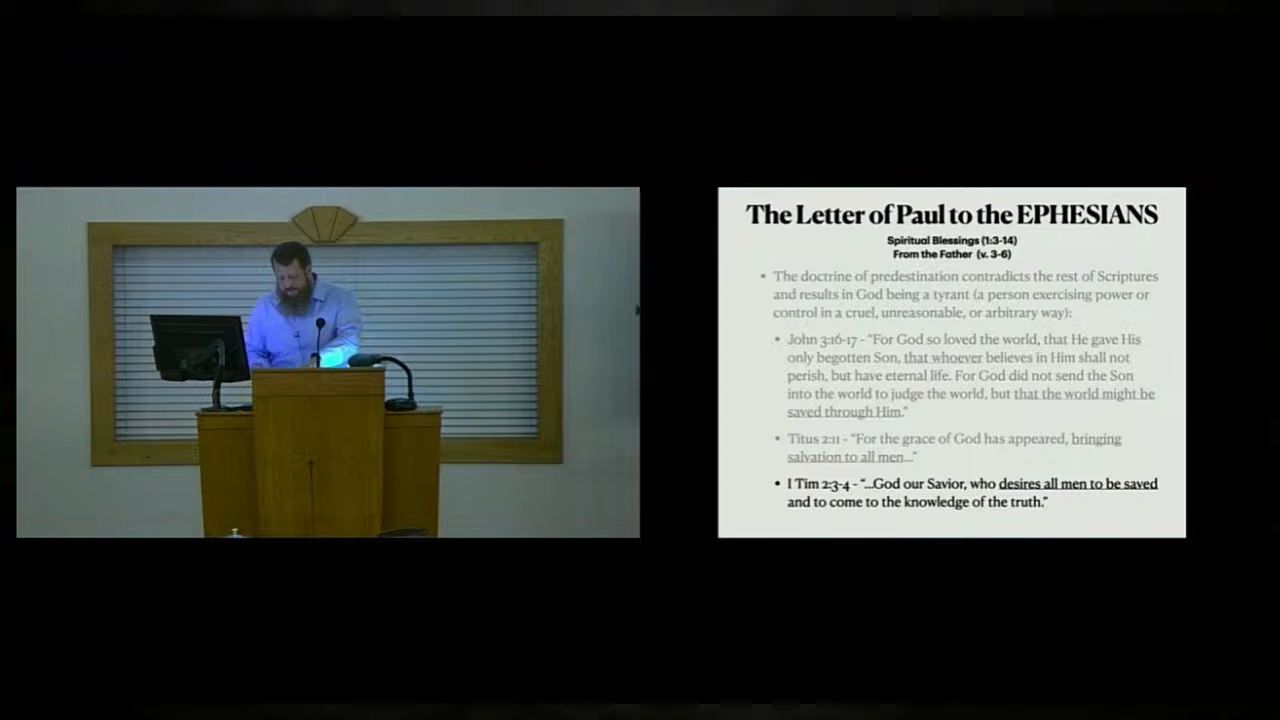 The Letter of Paul to the EPHESIANS
Spiritual Blessings (1:3-14)
From the Father (v. 3-6)
• The doctrine of predestination contradicts the rest of Scriptures
and results in God being a tyrant (a person exercising power or
control in a cruel, unreasonable, or arbitrary way):
• John 3:16-17 - “For God so loved the world, that He gave His
only begotten Son, that whoever believes in Him shall not
perish, but have eternal life. For God did not send the Son
into the world to judge the world, but that the world might be
saved through Him.”
• Titus 2:11 - “For the grace of God has appeared, bringing
salvation to all men...”
• I Tim 2:3-4 - “...God our Savior, who desires all men to be saved
and to come to the knowledge of the truth.”